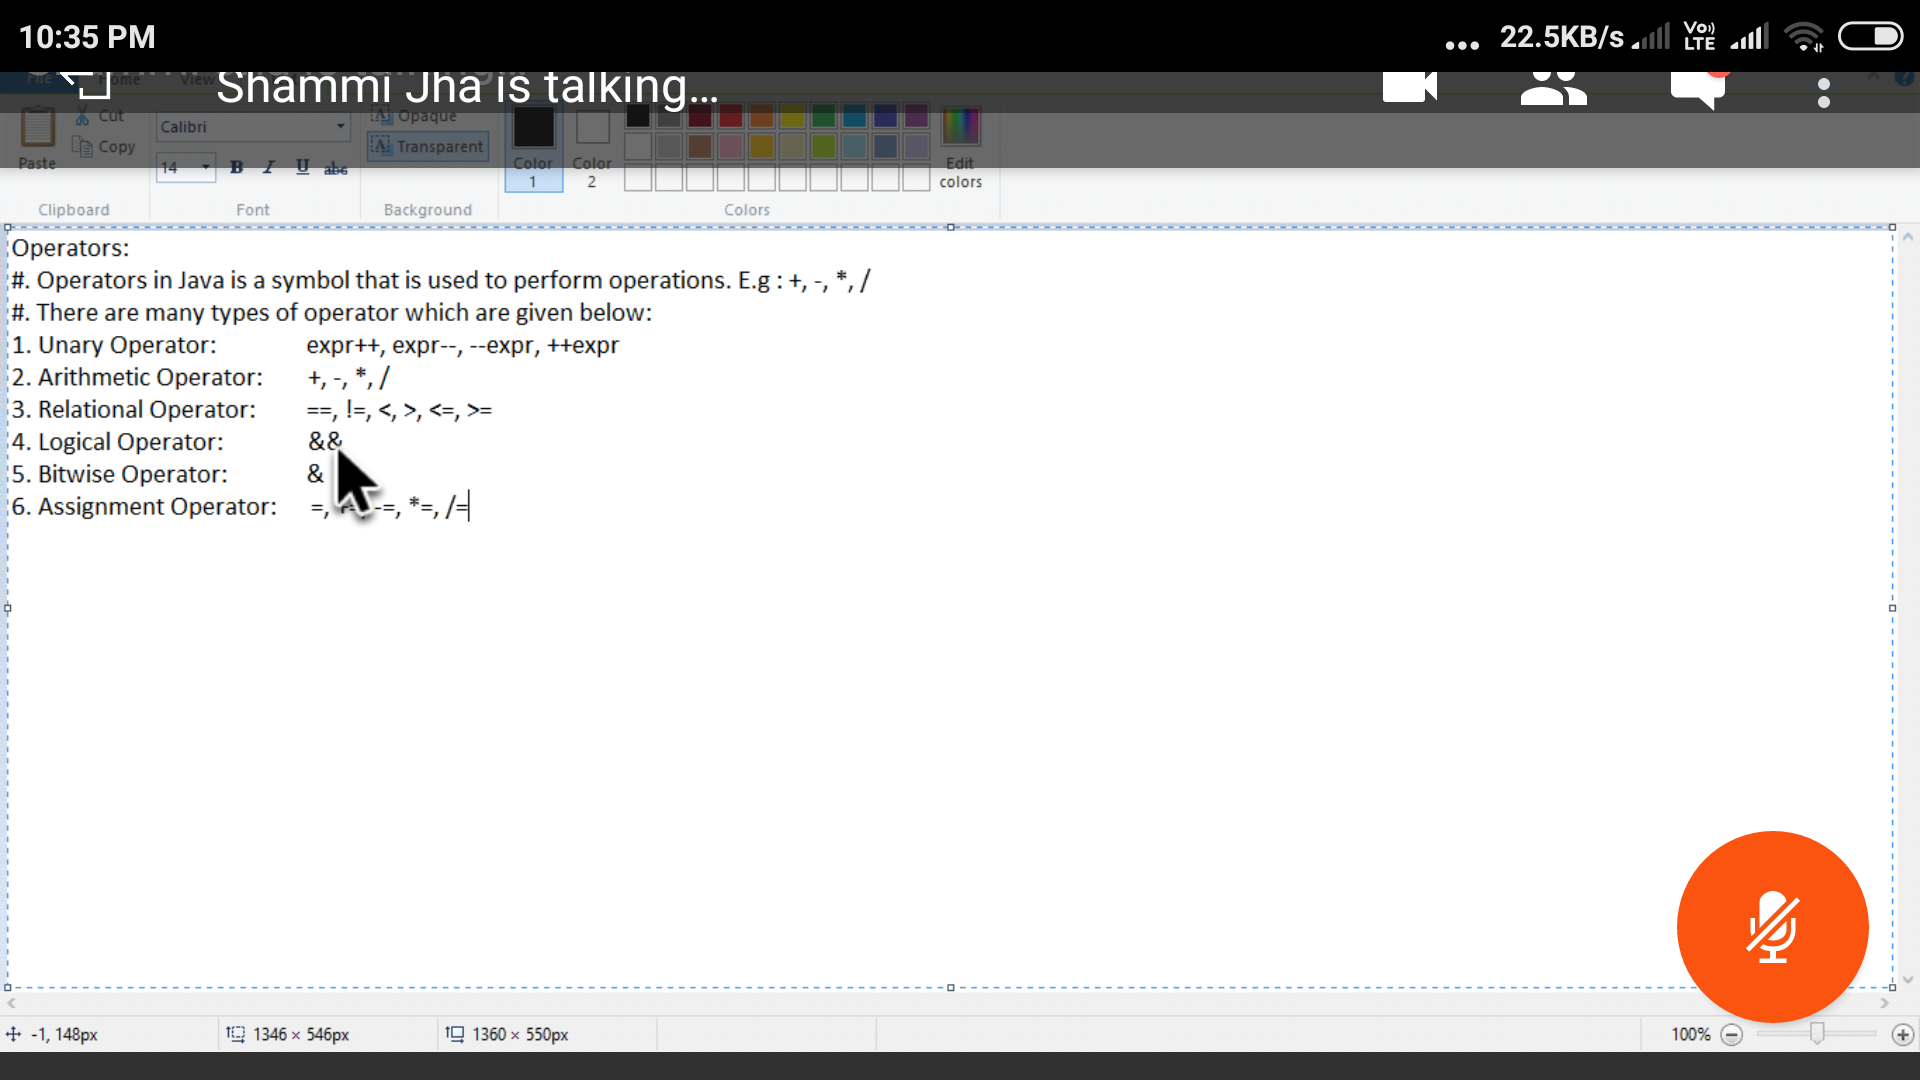 10:35 PM
... 22.5KB/s Vo)) LTE
Home View
Shammi Jha is talking...
Cut
Copy
Paste
Calibri
14
B I U abc
Opaque
Transparent
Color 1
Color 2
Edit colors
Clipboard Font Background Colors
Operators:
#. Operators in Java is a symbol that is used to perform operations. E.g : +, -, *, /
#. There are many types of operator which are given below:
1. Unary Operator: expr++, expr--, --expr, ++expr
2. Arithmetic Operator: +, -, *, /
3. Relational Operator: ==, !=, <, >, <=, >=
4. Logical Operator: &&
5. Bitwise Operator: &
6. Assignment Operator: =, -=, *=, /=
-1, 148px 1346 × 546px 1360 × 550px 100%